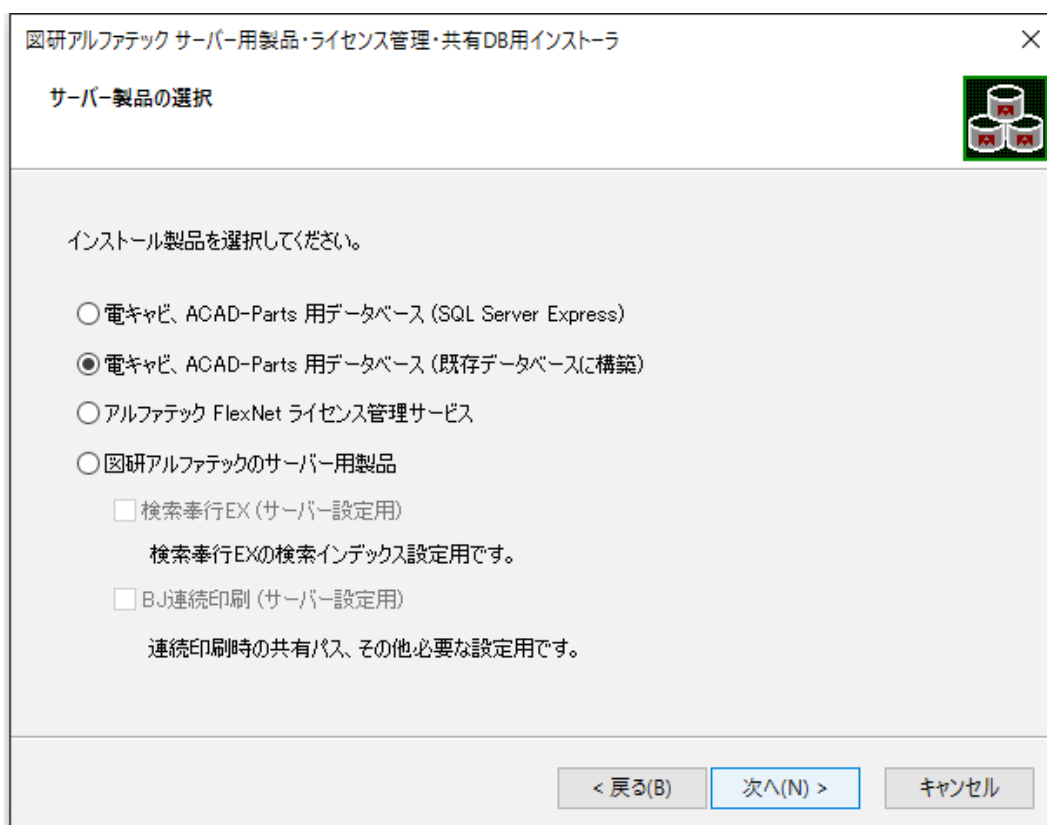 図研アルファテック サーバー用製品・ライセンス管理・共有DB用インストーラ
サーバー製品の選択
インストール製品を選択してください。
電キャビ、ACAD-Parts 用データベース (SQL Server Express)
電キャビ、ACAD-Parts 用データベース (既存データベースに構築)
アルファテック FlexNet ライセンス管理サービス
図研アルファテックのサーバー用製品
検索奉行EX (サーバー設定用)
検索奉行EXの検索インデックス設定用です。
BJ連続印刷 (サーバー設定用)
連続印刷時の共有パス、その他必要な設定用です。
< 戻る(B) 次へ(N) > キャンセル